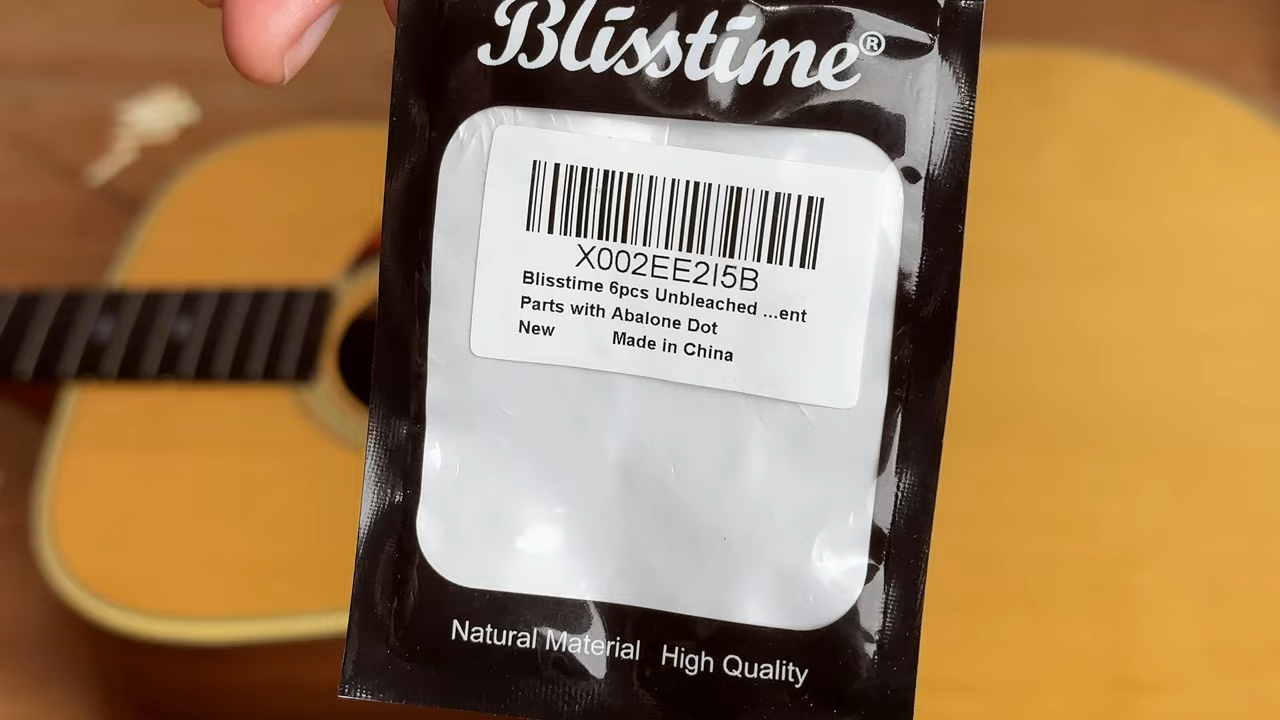 Blisstime®
X002EE2I5B
Blisstime 6pcs Unbleached ...ent
Parts with Abalone Dot
New Made in China
Natural Material High Quality